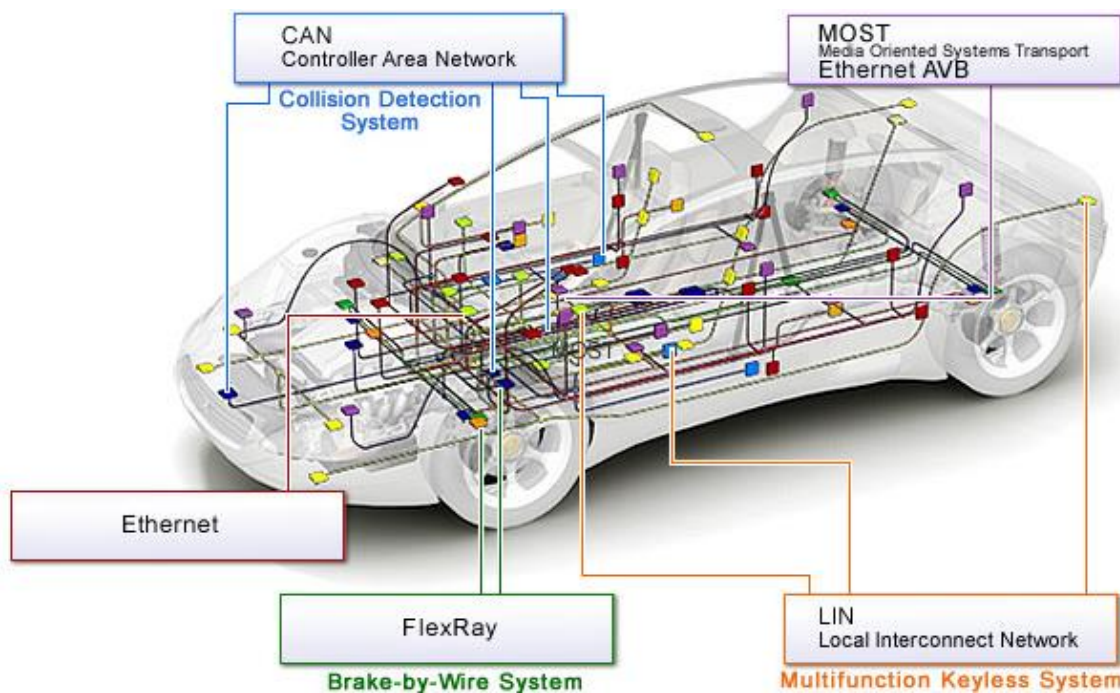 CAN
Controller Area Network
Collision Detection
System
MOST
Media Oriented Systems Transport
Ethernet AVB
Ethernet
FlexRay
Brake-by-Wire System
LIN
Local Interconnect Network
Multifunction Keyless System